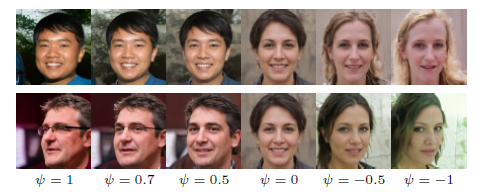 ψ = 1 ψ = 0.7 ψ = 0.5 ψ = 0 ψ = −0.5 ψ = −1